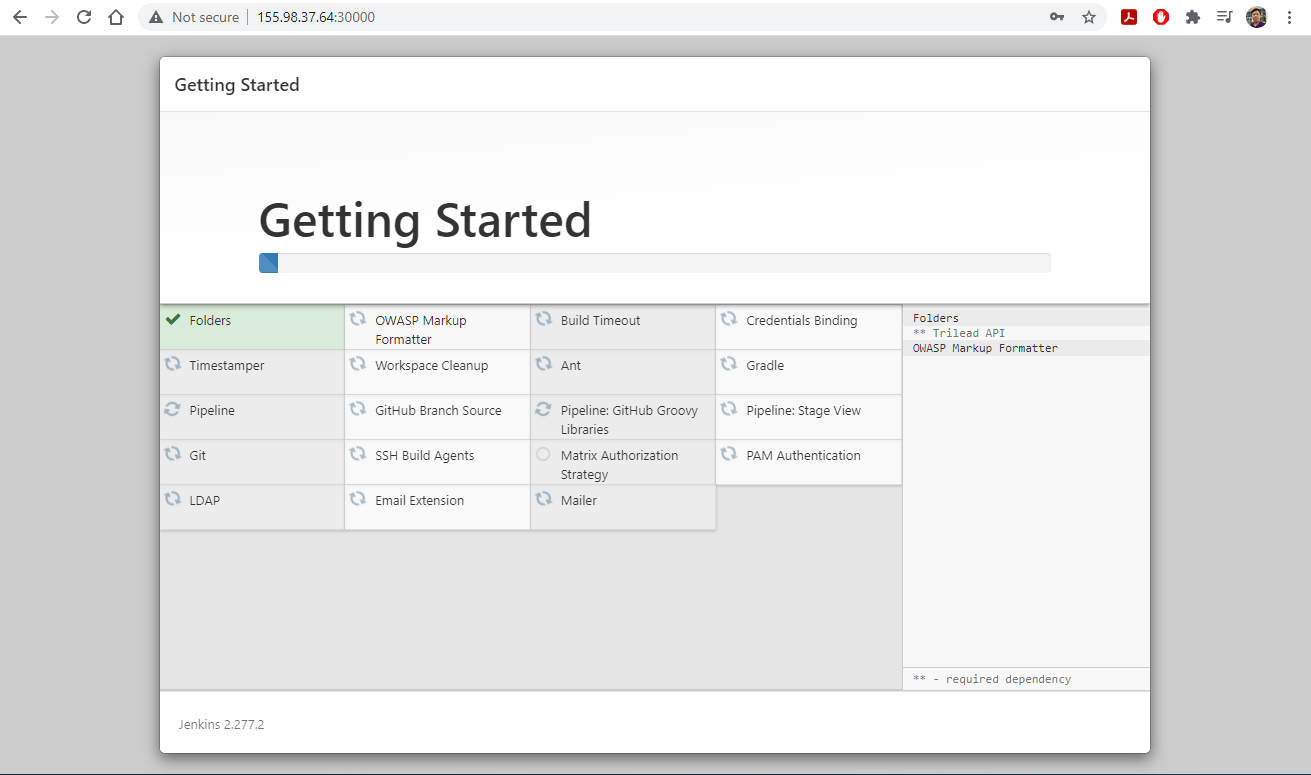 Not secure | 155.98.37.64:30000
Getting Started
Getting Started
Folders
OWASP Markup
Formatter
Build Timeout
Credentials Binding
Timestamper
Workspace Cleanup
Ant
Gradle
Pipeline
GitHub Branch Source
Pipeline: GitHub Groovy
Libraries
Pipeline: Stage View
Git
SSH Build Agents
Matrix Authorization
Strategy
PAM Authentication
LDAP
Email Extension
Mailer
Folders
** Trilead API
OWASP Markup Formatter
** - required dependency
Jenkins 2.277.2